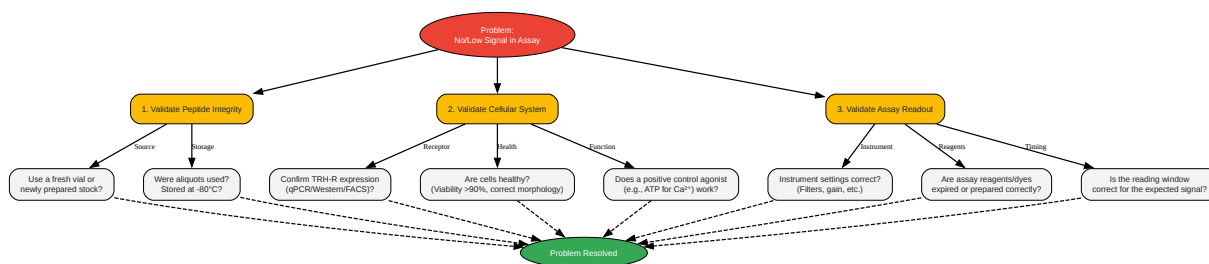 Problem:
No/Low Signal in Assay
1. Validate Peptide Integrity
2. Validate Cellular System
3. Validate Assay Readout
Source
Storage
Receptor
Health
Function
Instrument
Reagents
Timing
Use a fresh vial or
newly prepared stock?
Were aliquots used?
Stored at -80°C?
Confirm TRH-R expression
(qPCR/Western/FACS)?
Are cells healthy?
(Viability >90%, correct morphology)
Does a positive control agonist
(e.g., ATP for Ca²⁺) work?
Instrument settings correct?
(Filters, gain, etc.)
Are assay reagents/dyes
expired or prepared correctly?
Is the reading window
correct for the expected signal?
Problem Resolved